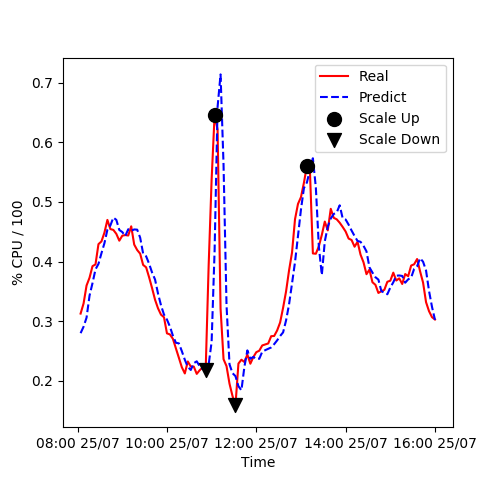 Real
Predict
Scale Up
Scale Down
0.7
0.6
0.5
0.4
0.3
0.2
% CPU / 100
08:00 25/07 10:00 25/07 12:00 25/07 14:00 25/07 16:00 25/07
Time